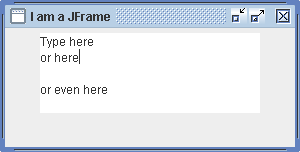 I am a JFrame
Type here
or here
or even here